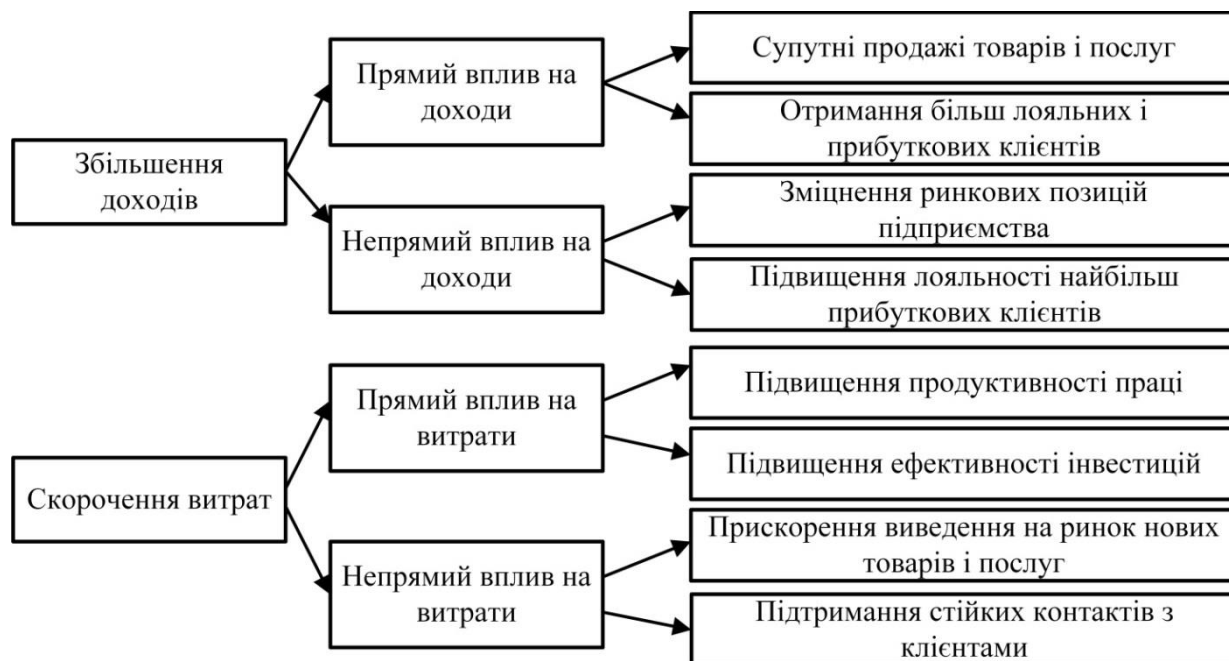 Збільшення
доходів
Прямий вплив на
доходи
Супутні продажі товарів і послуг
Отримання більш лояльних і
прибуткових клієнтів
Непрямий вплив на
доходи
Зміцнення ринкових позицій
підприємства
Підвищення лояльності найбільш
прибуткових клієнтів
Скорочення витрат
Прямий вплив на
витрати
Підвищення продуктивності праці
Підвищення ефективності інвестицій
Непрямий вплив на
витрати
Прискорення виведення на ринок нових
товарів і послуг
Підтримання стійких контактів з
клієнтами